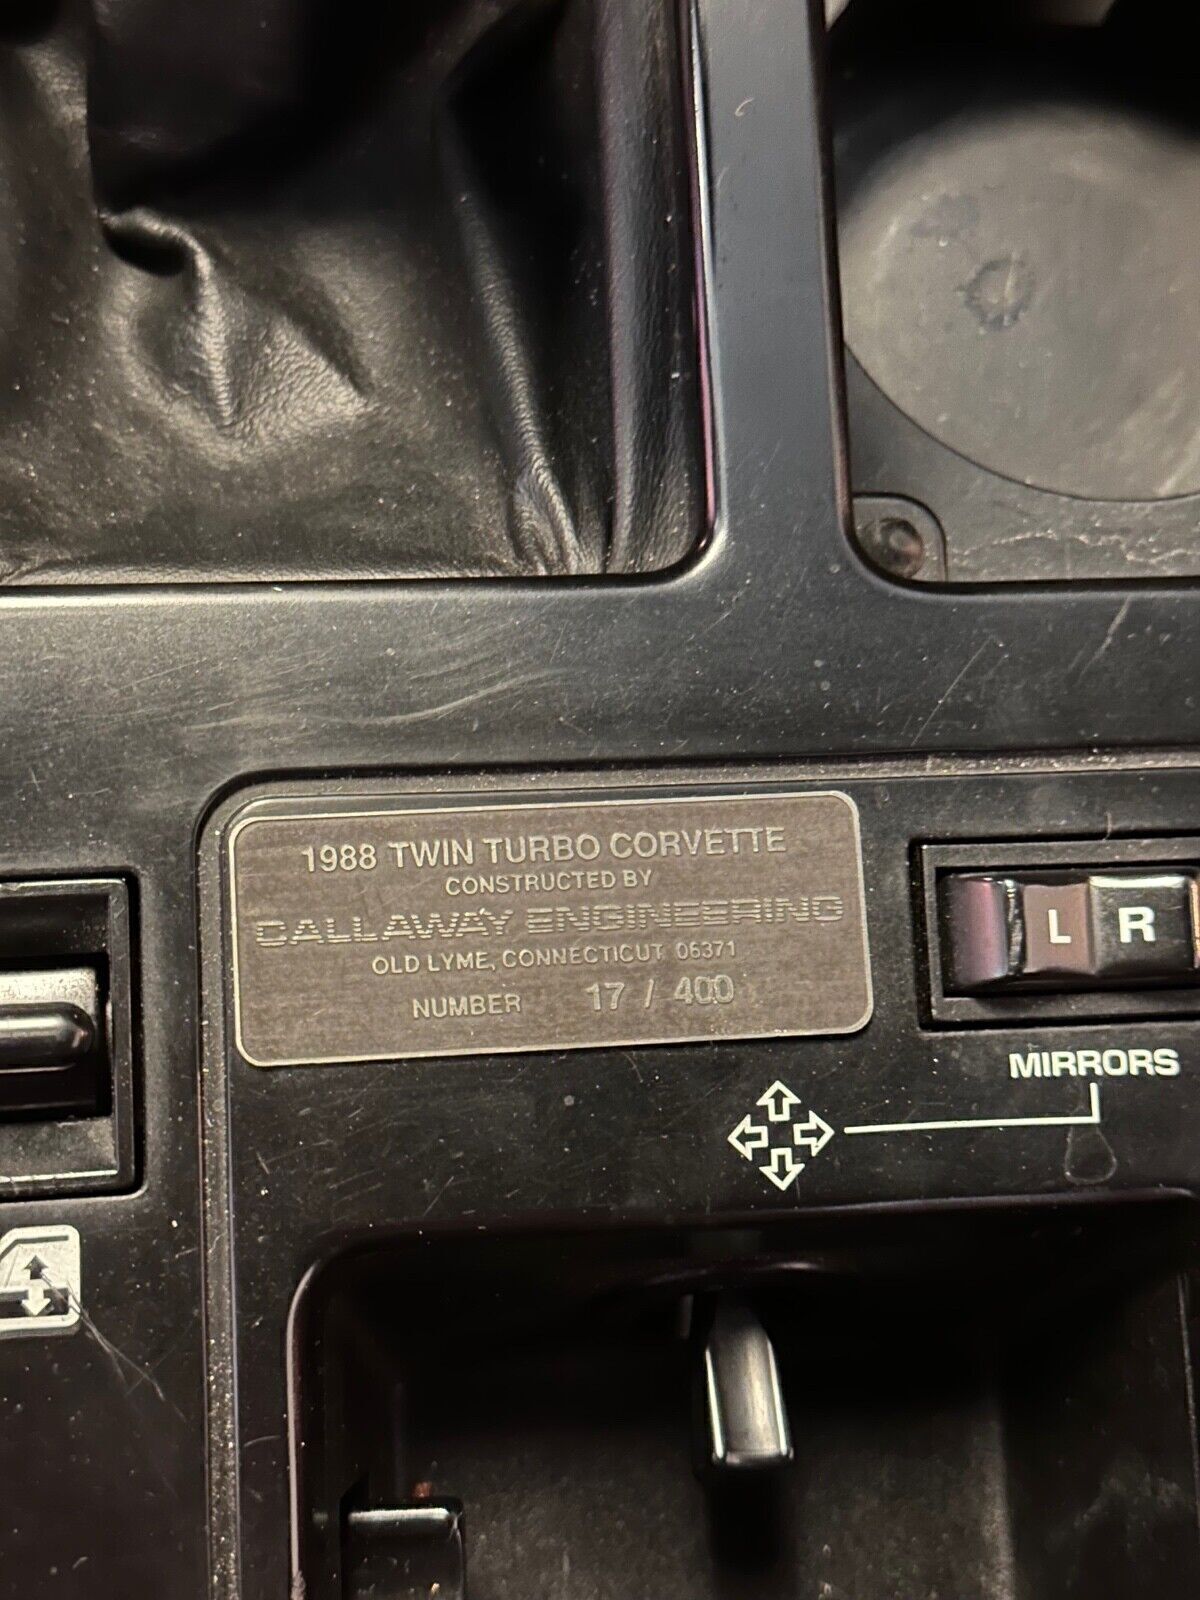 1988 TWIN TURBO CORVETTE
CONSTRUCTED BY
CALLAWAY ENGINEERING
OLD LYME, CONNECTICUT 06371
NUMBER 17 / 400
L R
MIRRORS